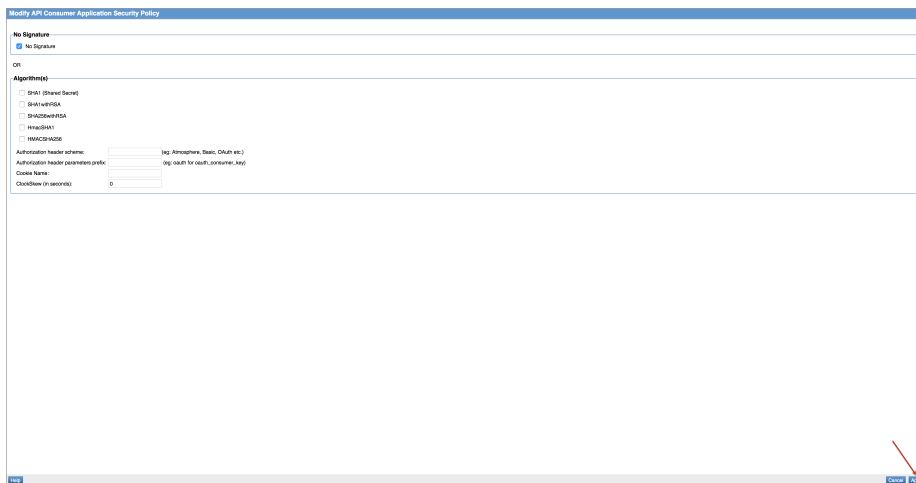 Modify API Consumer Application Security Policy
No Signature
No Signature
OR
Algorithm(s)
SHA1 (Shared Secret)
SHA1withRSA
SHA256withRSA
HmacSHA1
HMACSHA256
Authorization header scheme: (eg: Atmosphere, Basic, OAuth etc.)
Authorization header parameters prefix: (eg: oauth for oauth_consumer_key)
Cookie Name:
ClockSkew (in seconds): 0
Help Cancel